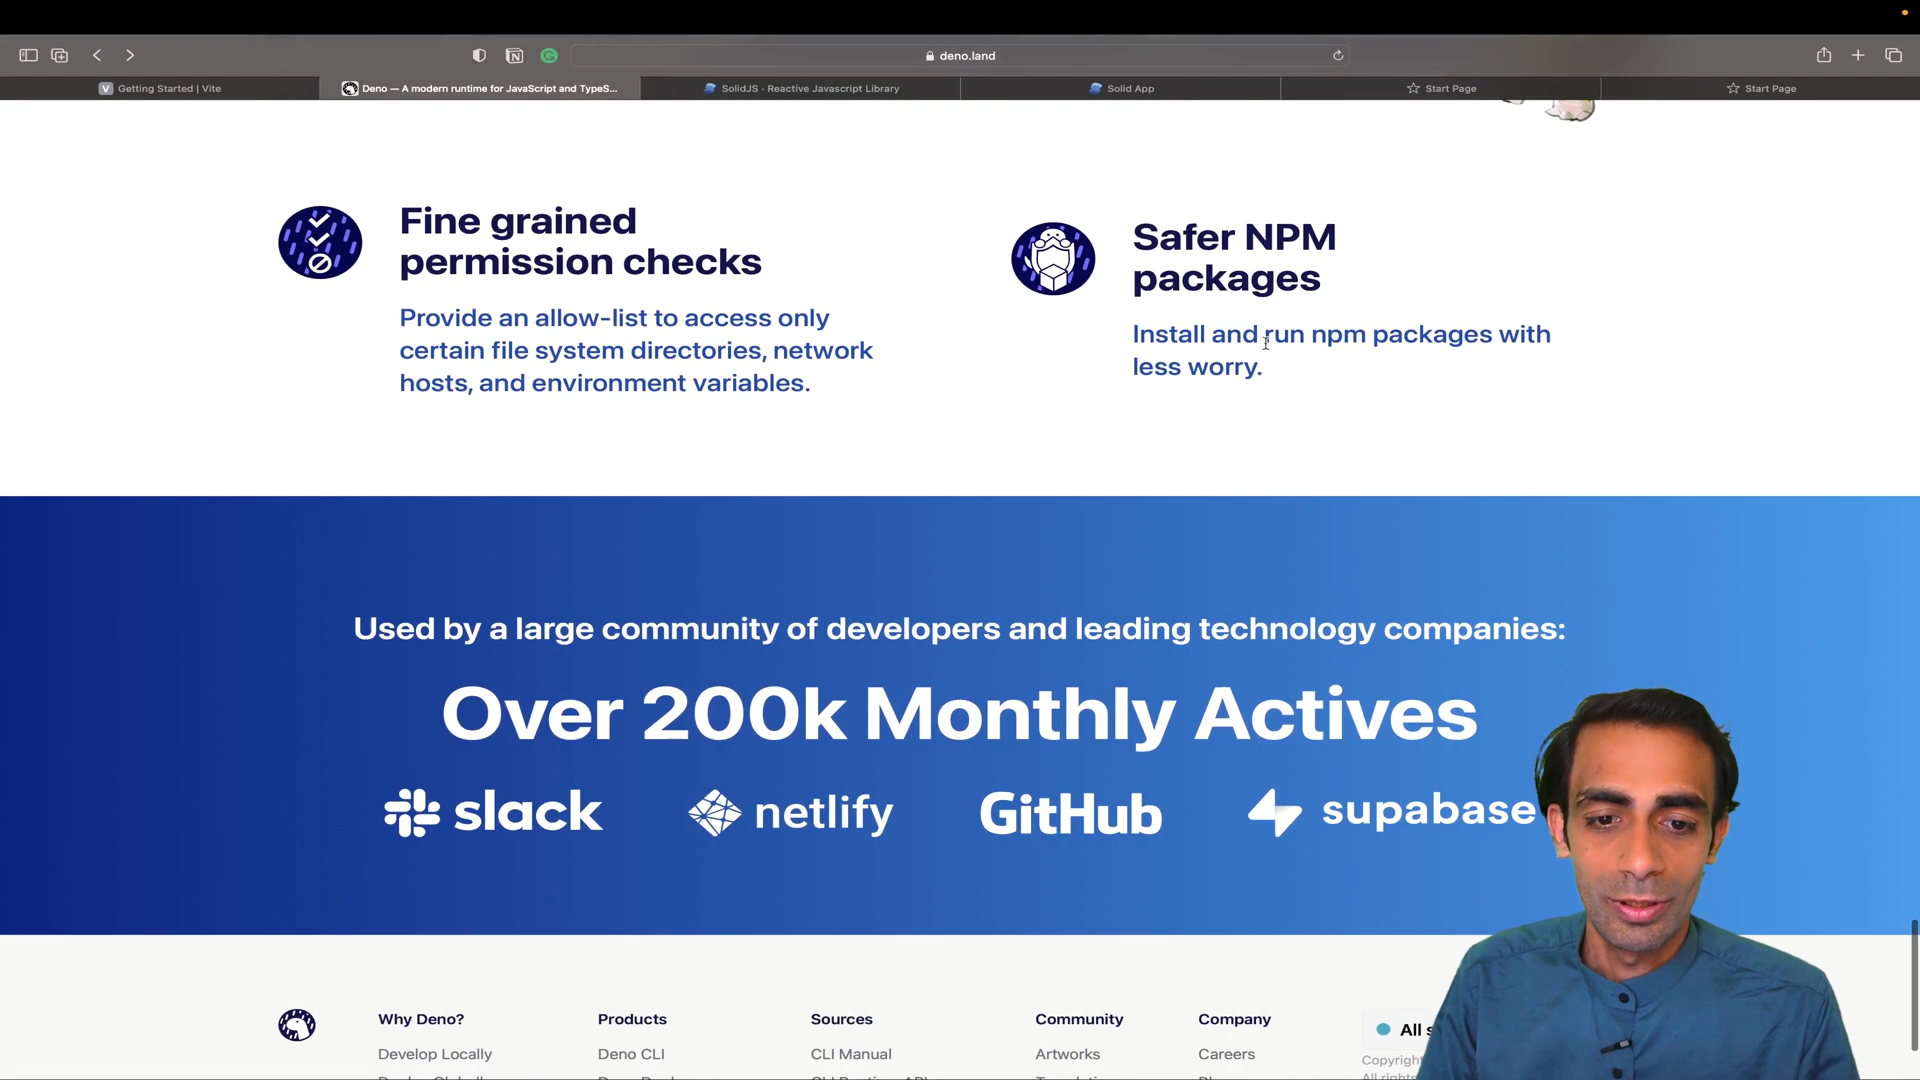 deno.land
Getting Started | Vite
Deno — A modern runtime for JavaScript and TypeS...
SolidJS · Reactive Javascript Library
Solid App
Start Page
Start Page
Fine grained
permission checks
Provide an allow-list to access only
certain file system directories, network
hosts, and environment variables.
Safer NPM
packages
Install and run npm packages with
less worry.
Used by a large community of developers and leading technology companies:
Over 200k Monthly Actives
slack
netlify
GitHub
supabase
Why Deno?
Products
Sources
Community
Company
All s
Develop Locally
Deno CLI
CLI Manual
Artworks
Careers
Copyright